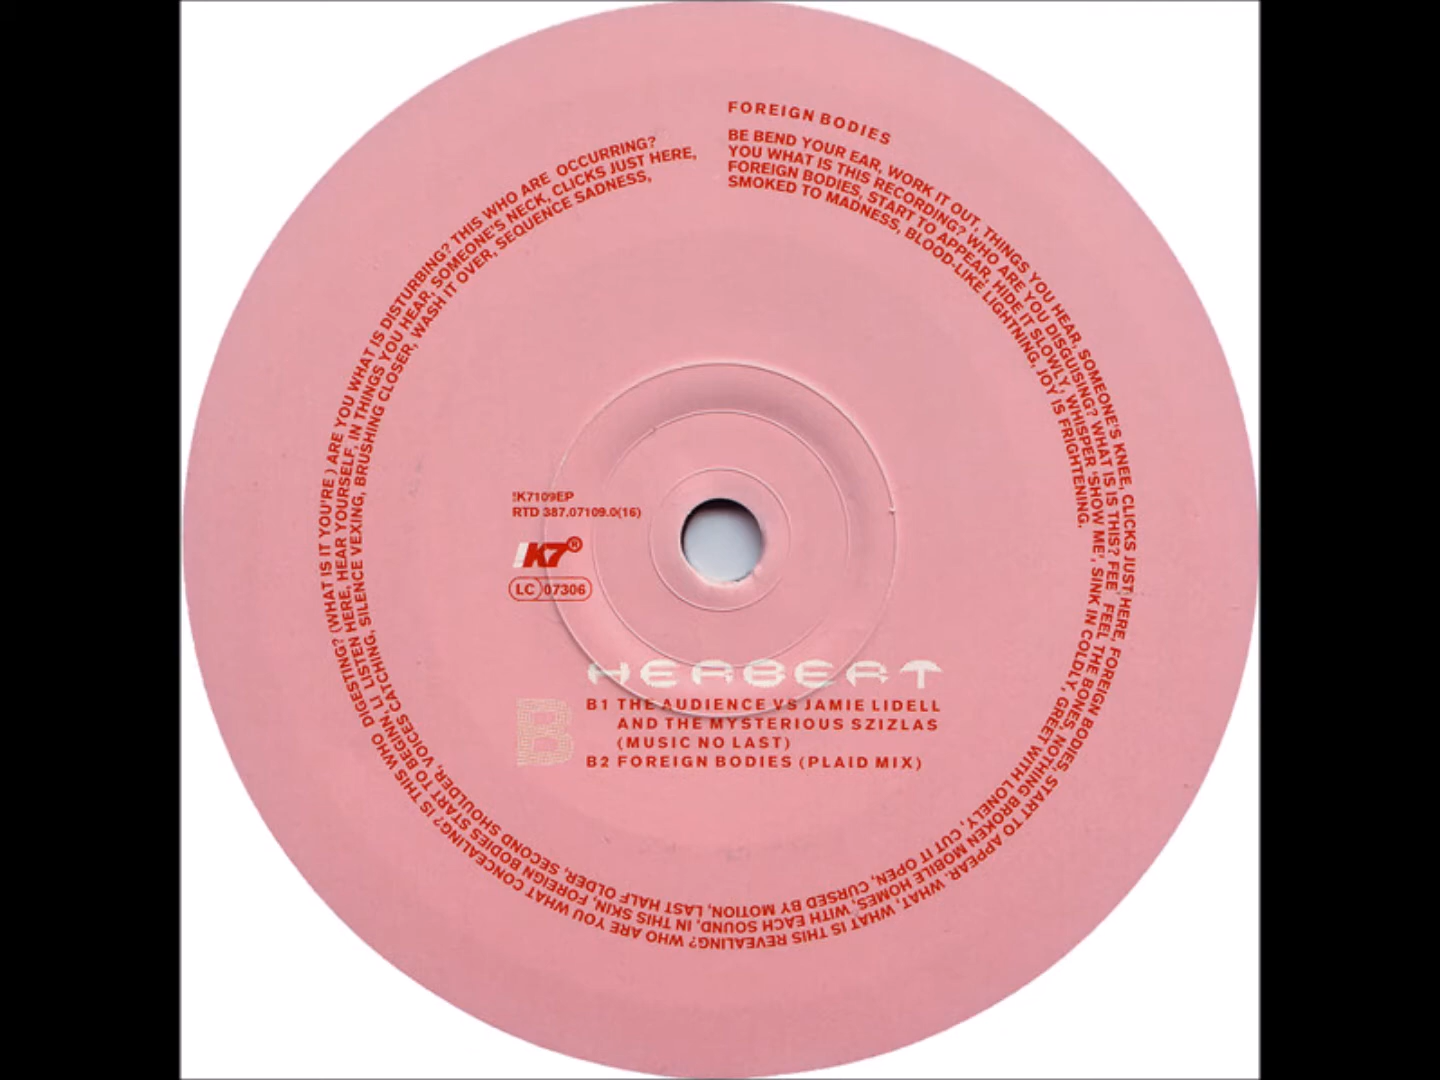 FOREIGN BODIES
BE BEND YOUR EAR, WORK IT OUT, THINGS YOU HEAR, SOMEONE'S KNEE, CLICKS JUST HERE, FOREIGN BODIES, START TO APPEAR. WHAT, WHAT IS THIS REVEALING? WHO ARE YOU WHAT CONCEALING? IS THIS WHO DIGESTING? (WHAT IS IT YOU'RE ) ARE YOU WHAT IS DISTURBING? THIS WHO ARE OCCURRING?
YOU WHAT IS THIS RECORDING? WHO ARE YOU DISGUISING? WHAT IS IS THIS? FEE FEEL THE BONES, NOTHING BROKEN MOBILE HOMES, WITH EACH SOUND, IN THIS SKIN, FOREIGN BODIES START TO BEGIN, LI LISTEN HERE, HEAR YOURSELF, IN THINGS YOU HEAR, SOMEONE'S NECK, CLICKS JUST HERE,
FOREIGN BODIES, START TO APPEAR, HIDE IT SLOWLY, WHISPER 'SHOW ME', SINK IN COLDLY, GREET WITH LONELY, CUT IT OPEN, CURSED BY MOTION, LAST HALF OLDER, SECOND SHOULDER, VOICES CATCHING, SILENCE VEXING, BRUSHING CLOSER, WASH IT OVER, SEQUENCE SADNESS,
SMOKED TO MADNESS, BLOOD-LIKE LIGHTNING, JOY IS FRIGHTENING.
!K7109EP
RTD 387.07109.0(16)
!K7®
LC 07306
HERBERT
B
B1 THE AUDIENCE VS JAMIE LIDELL
AND THE MYSTERIOUS SZIZLAS
(MUSIC NO LAST)
B2 FOREIGN BODIES (PLAID MIX)